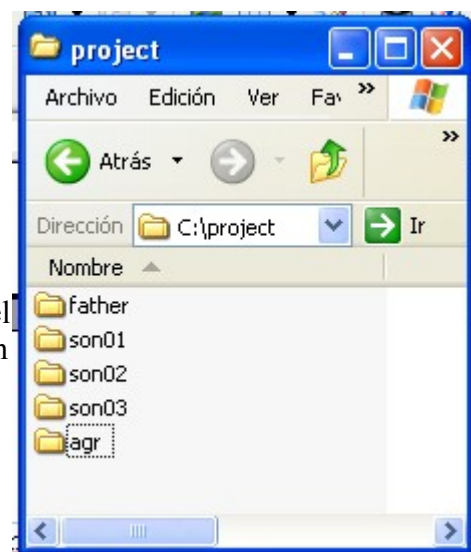 project
Archivo Edición Ver Fav »
Atrás »
Dirección C:\project Ir
Nombre
father
son01
son02
son03
agr